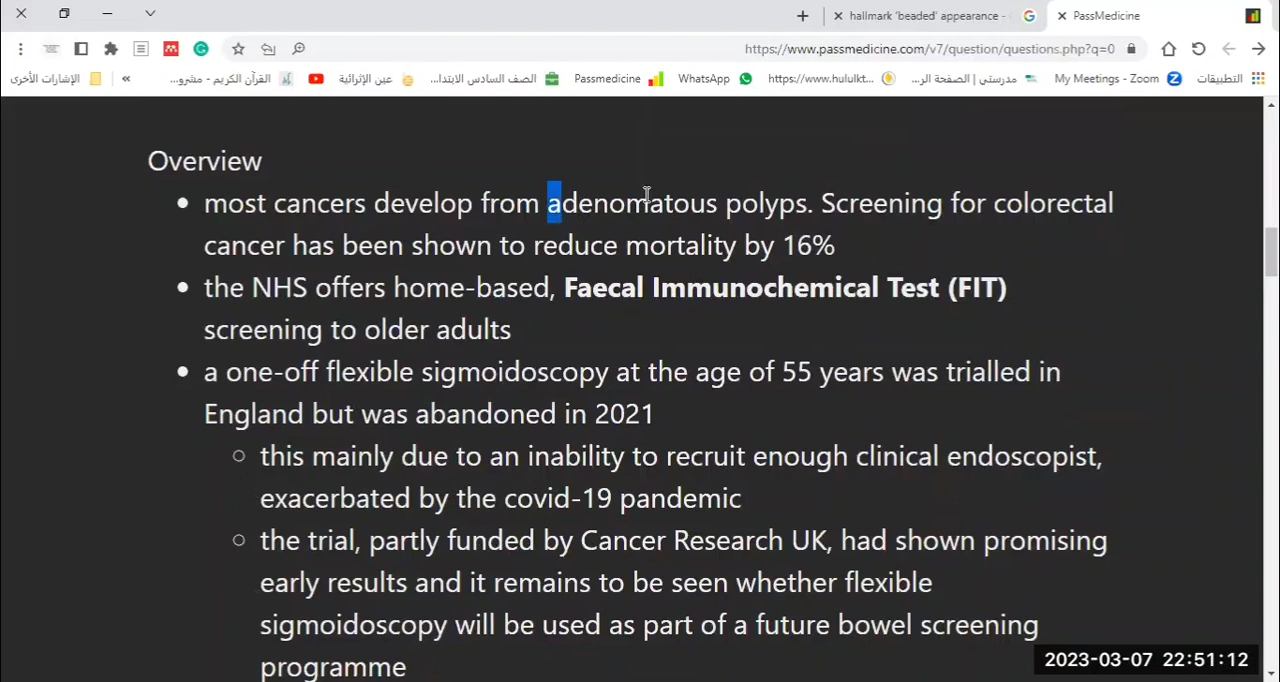 hallmark 'beaded' appearance -
PassMedicine
https://www.passmedicine.com/v7/question/questions.php?q=0
الإشارات الأخرى
«
القرآن الكريم - مشرو...
عين الإثرائية
الصف السادس الابتدا...
Passmedicine
WhatsApp
https://www.hululkt...
مدرستي | الصفحة الر...
My Meetings - Zoom
التطبيقات
Overview
• most cancers develop from adenomatous polyps. Screening for colorectal
cancer has been shown to reduce mortality by 16%
• the NHS offers home-based, Faecal Immunochemical Test (FIT)
screening to older adults
• a one-off flexible sigmoidoscopy at the age of 55 years was trialled in
England but was abandoned in 2021
○ this mainly due to an inability to recruit enough clinical endoscopist,
exacerbated by the covid-19 pandemic
○ the trial, partly funded by Cancer Research UK, had shown promising
early results and it remains to be seen whether flexible
sigmoidoscopy will be used as part of a future bowel screening
programme
2023-03-07 22:51:12